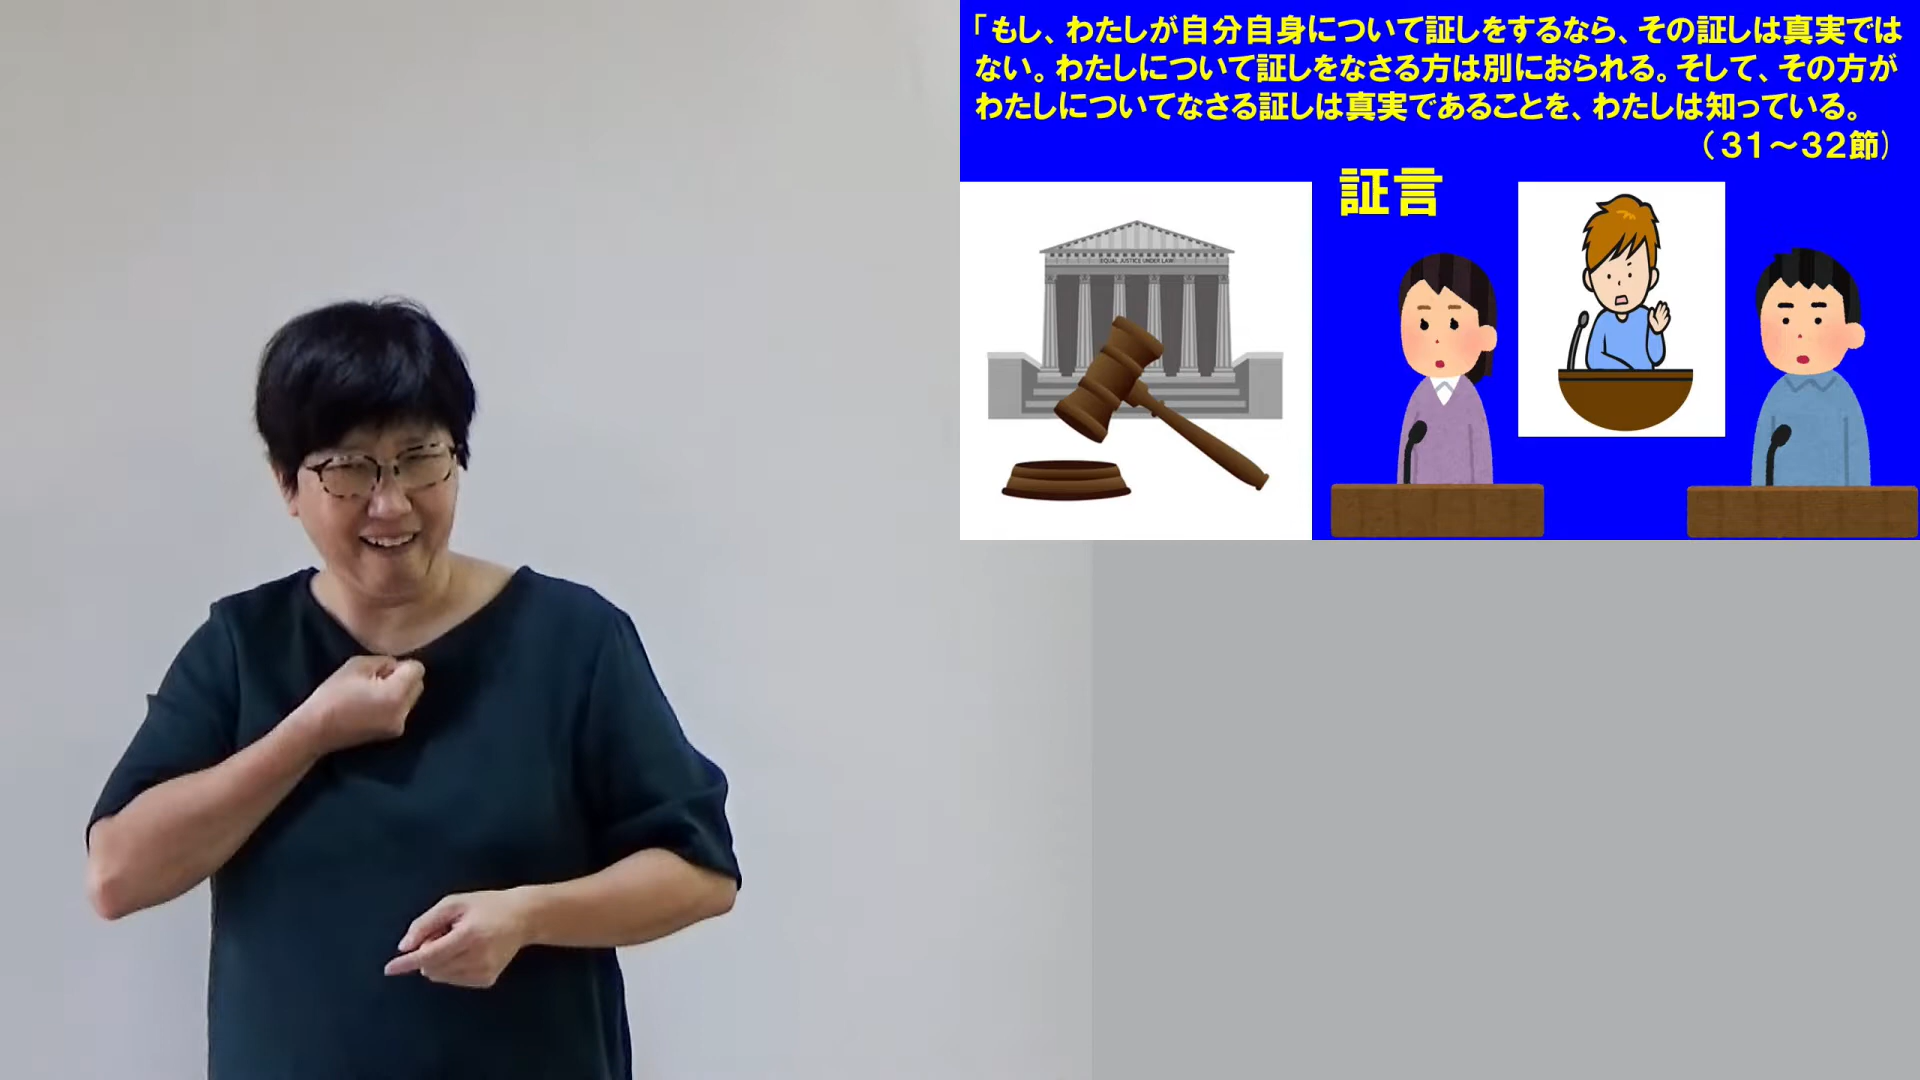 「もし、わたしが自分自身について証しをするなら、その証しは真実では
ない。わたしについて証しをなさる方は別におられる。そして、その方が
わたしについてなさる証しは真実であることを、わたしは知っている。
（３１～３２節）
証言
EQUAL JUSTICE UNDER LAW